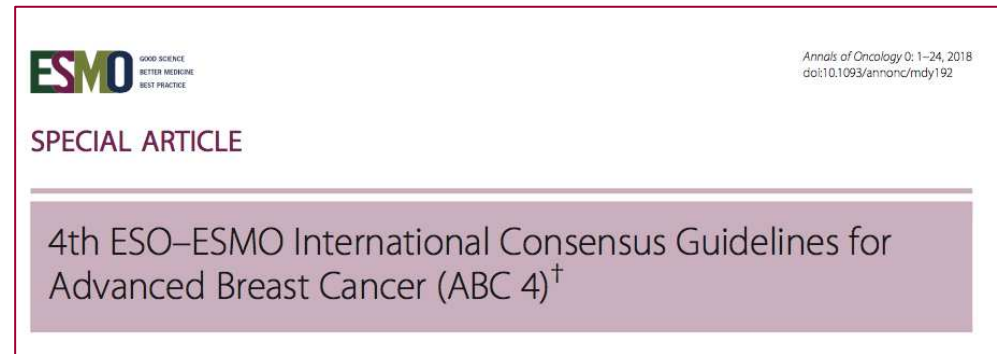 ESMO
GOOD SCIENCE
BETTER MEDICINE
BEST PRACTICE
Annals of Oncology 0: 1–24, 2018
doi:10.1093/annonc/mdy192
SPECIAL ARTICLE
4th ESO–ESMO International Consensus Guidelines for
Advanced Breast Cancer (ABC 4)†